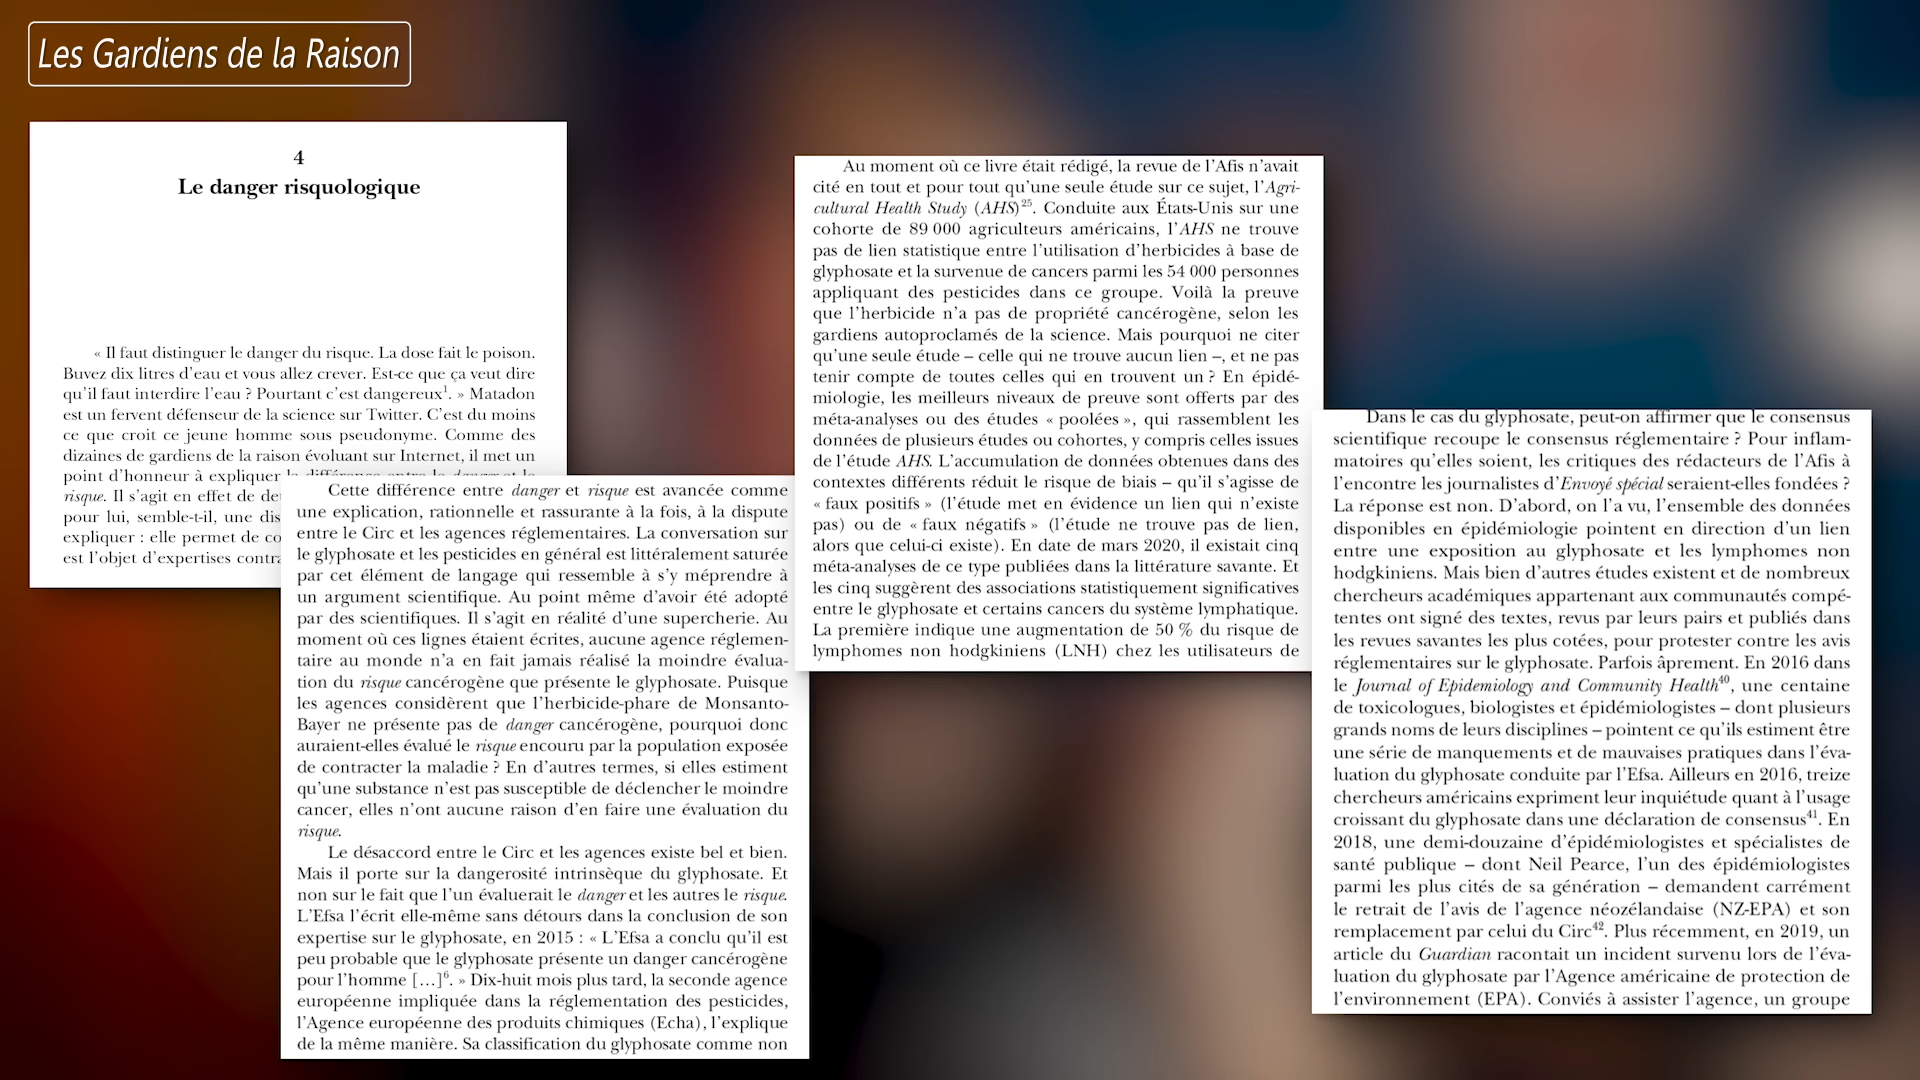 Les Gardiens de la Raison
4
Le danger risquologique
« Il faut distinguer le danger du risque. La dose fait le poison.
Buvez dix litres d’eau et vous allez crever. Est-ce que ça veut dire
qu’il faut interdire l’eau ? Pourtant c’est dangereux¹. » Matadon
est un fervent défenseur de la science sur Twitter. C’est du moins
ce que croit ce jeune homme sous pseudonyme. Comme des
dizaines de gardiens de la raison évoluant sur Internet, il met un
point d’honneur à expliquer la différence entre le danger et le
risque. Il s’agit en effet de
pour lui, semble-t-il, une
expliquer : elle permet de
est l’objet d’expertises
Cette différence entre danger et risque est avancée comme
une explication, rationnelle et rassurante à la fois, à la dispute
entre le Circ et les agences réglementaires. La conversation sur
le glyphosate et les pesticides en général est littéralement saturée
par cet élément de langage qui ressemble à s’y méprendre à
un argument scientifique. Au point même d’avoir été adopté
par des scientifiques. Il s’agit en réalité d’une supercherie. Au
moment où ces lignes étaient écrites, aucune agence réglemen-
taire au monde n’a en fait jamais réalisé la moindre évalua-
tion du risque cancérogène que présente le glyphosate. Puisque
les agences considèrent que l’herbicide-phare de Monsanto-
Bayer ne présente pas de danger cancérogène, pourquoi donc
auraient-elles évalué le risque encouru par la population exposée
de contracter la maladie ? En d’autres termes, si elles estiment
qu’une substance n’est pas susceptible de déclencher le moindre
cancer, elles n’ont aucune raison d’en faire une évaluation du
risque.
Le désaccord entre le Circ et les agences existe bel et bien.
Mais il porte sur la dangerosité intrinsèque du glyphosate. Et
non sur le fait que l’un évaluerait le danger et les autres le risque.
L’Efsa l’écrit elle-même sans détours dans la conclusion de son
expertise sur le glyphosate, en 2015 : « L’Efsa a conclu qu’il est
peu probable que le glyphosate présente un danger cancérogène
pour l’homme […]⁶. » Dix-huit mois plus tard, la seconde agence
européenne impliquée dans la réglementation des pesticides,
l’Agence européenne des produits chimiques (Echa), l’explique
de la même manière. Sa classification du glyphosate comme non
Au moment où ce livre était rédigé, la revue de l’Afis n’avait
cité en tout et pour tout qu’une seule étude sur ce sujet, l’Agri-
cultural Health Study (AHS)²⁵. Conduite aux États-Unis sur une
cohorte de 89 000 agriculteurs américains, l’AHS ne trouve
pas de lien statistique entre l’utilisation d’herbicides à base de
glyphosate et la survenue de cancers parmi les 54 000 personnes
appliquant des pesticides dans ce groupe. Voilà la preuve
que l’herbicide n’a pas de propriété cancérogène, selon les
gardiens autoproclamés de la science. Mais pourquoi ne citer
qu’une seule étude – celle qui ne trouve aucun lien –, et ne pas
tenir compte de toutes celles qui en trouvent un ? En épidé-
miologie, les meilleurs niveaux de preuve sont offerts par des
méta-analyses ou des études « poolées », qui rassemblent les
données de plusieurs études ou cohortes, y compris celles issues
de l’étude AHS. L’accumulation de données obtenues dans des
contextes différents réduit le risque de biais – qu’il s’agisse de
« faux positifs » (l’étude met en évidence un lien qui n’existe
pas) ou de « faux négatifs » (l’étude ne trouve pas de lien,
alors que celui-ci existe). En date de mars 2020, il existait cinq
méta-analyses de ce type publiées dans la littérature savante. Et
les cinq suggèrent des associations statistiquement significatives
entre le glyphosate et certains cancers du système lymphatique.
La première indique une augmentation de 50 % du risque de
lymphomes non hodgkiniens (LNH) chez les utilisateurs de
Dans le cas du glyphosate, peut-on affirmer que le consensus
scientifique recoupe le consensus réglementaire ? Pour inflam-
matoires qu’elles soient, les critiques des rédacteurs de l’Afis à
l’encontre les journalistes d’Envoyé spécial seraient-elles fondées ?
La réponse est non. D’abord, on l’a vu, l’ensemble des données
disponibles en épidémiologie pointent en direction d’un lien
entre une exposition au glyphosate et les lymphomes non
hodgkiniens. Mais bien d’autres études existent et de nombreux
chercheurs académiques appartenant aux communautés compé-
tentes ont signé des textes, revus par leurs pairs et publiés dans
les revues savantes les plus cotées, pour protester contre les avis
réglementaires sur le glyphosate. Parfois âprement. En 2016 dans
le Journal of Epidemiology and Community Health⁴⁰, une centaine
de toxicologues, biologistes et épidémiologistes – dont plusieurs
grands noms de leurs disciplines – pointent ce qu’ils estiment être
une série de manquements et de mauvaises pratiques dans l’éva-
luation du glyphosate conduite par l’Efsa. Ailleurs en 2016, treize
chercheurs américains expriment leur inquiétude quant à l’usage
croissant du glyphosate dans une déclaration de consensus⁴¹. En
2018, une demi-douzaine d’épidémiologistes et spécialistes de
santé publique – dont Neil Pearce, l’un des épidémiologistes
parmi les plus cités de sa génération – demandent carrément
le retrait de l’avis de l’agence néozélandaise (NZ-EPA) et son
remplacement par celui du Circ⁴². Plus récemment, en 2019, un
article du Guardian racontait un incident survenu lors de l’éva-
luation du glyphosate par l’Agence américaine de protection de
l’environnement (EPA). Conviés à assister l’agence, un groupe